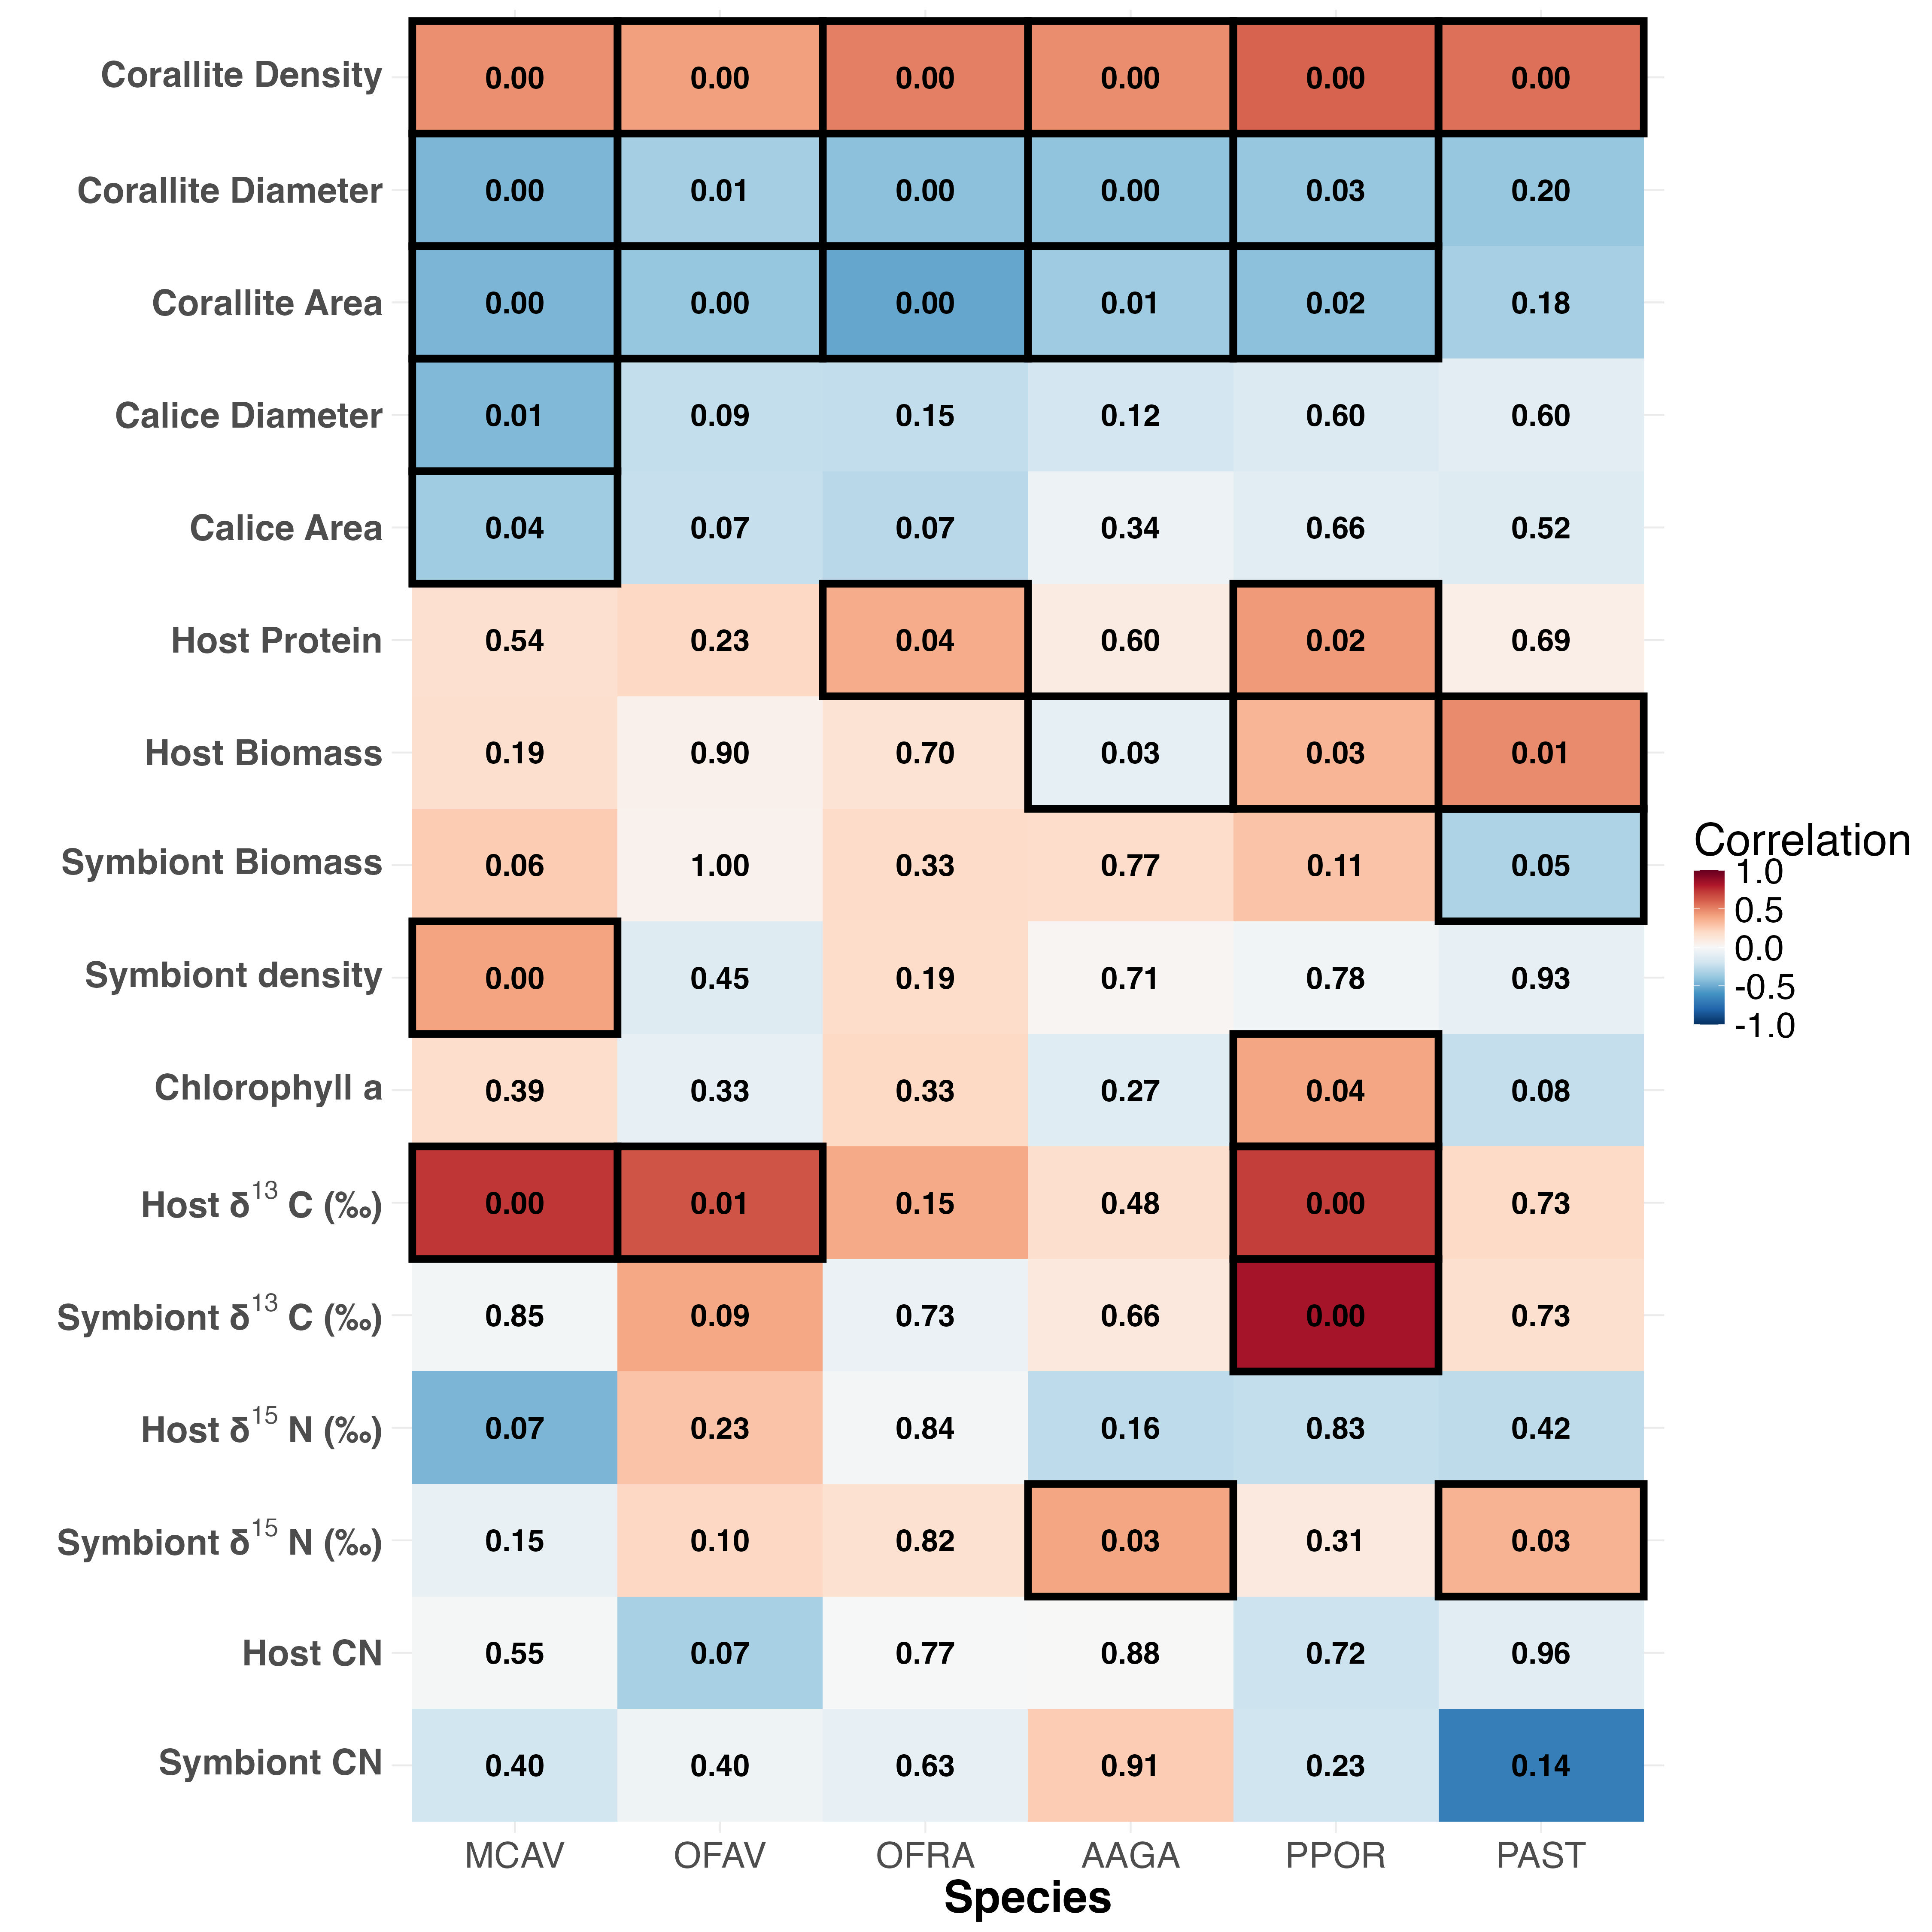 Corallite Density 0.00 0.00 0.00 0.00 0.00 0.00
Corallite Diameter 0.00 0.01 0.00 0.00 0.03 0.20
Corallite Area 0.00 0.00 0.00 0.01 0.02 0.18
Calice Diameter 0.01 0.09 0.15 0.12 0.60 0.60
Calice Area 0.04 0.07 0.07 0.34 0.66 0.52
Host Protein 0.54 0.23 0.04 0.60 0.02 0.69
Host Biomass 0.19 0.90 0.70 0.03 0.03 0.01
Symbiont Biomass 0.06 1.00 0.33 0.77 0.11 0.05
Symbiont density 0.00 0.45 0.19 0.71 0.78 0.93
Chlorophyll a 0.39 0.33 0.33 0.27 0.04 0.08
Host δ¹³ C (‰) 0.00 0.01 0.15 0.48 0.00 0.73
Symbiont δ¹³ C (‰) 0.85 0.09 0.73 0.66 0.00 0.73
Host δ¹⁵ N (‰) 0.07 0.23 0.84 0.16 0.83 0.42
Symbiont δ¹⁵ N (‰) 0.15 0.10 0.82 0.03 0.31 0.03
Host CN 0.55 0.07 0.77 0.88 0.72 0.96
Symbiont CN 0.40 0.40 0.63 0.91 0.23 0.14
MCAV OFAV OFRA AAGA PPOR PAST
Species
Correlation
1.0
0.5
0.0
-0.5
-1.0